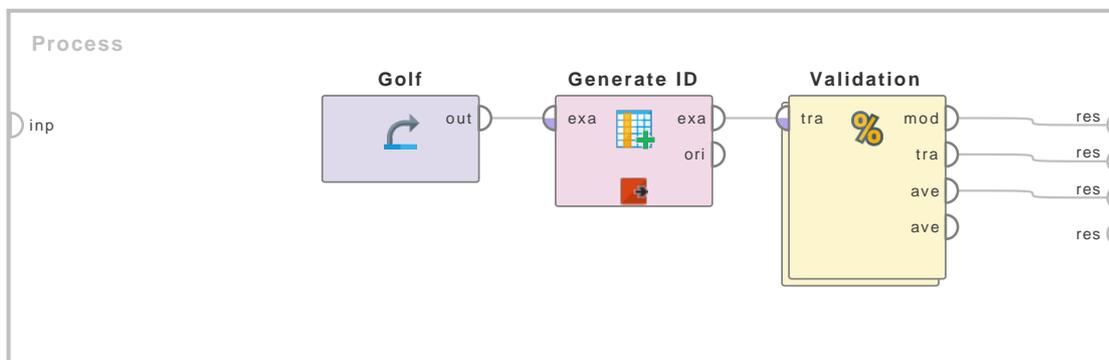 Process
Golf
Generate ID
Validation
inp
out
exa
exa
ori
tra
mod
tra
ave
ave
res
res
res
res